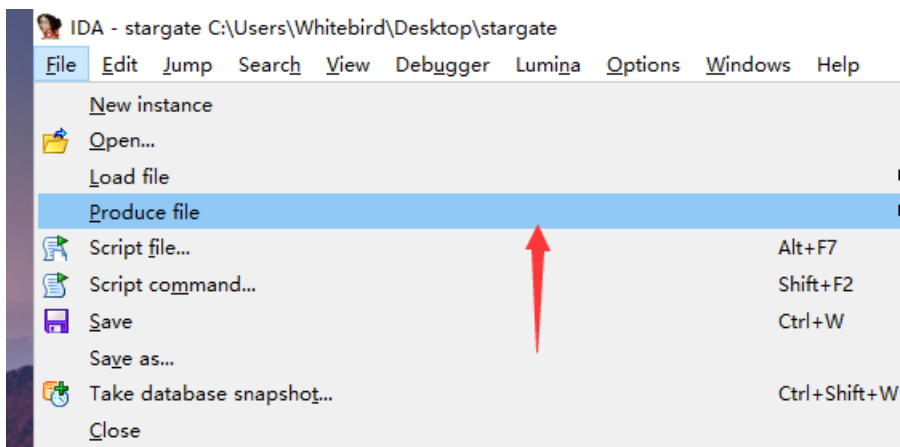 IDA - stargate C:\Users\Whitebird\Desktop\stargate
File Edit Jump Search View Debugger Lumina Options Windows Help
New instance
Open...
Load file
Produce file
Script file... Alt+F7
Script command... Shift+F2
Save Ctrl+W
Save as...
Take database snapshot... Ctrl+Shift+W
Close